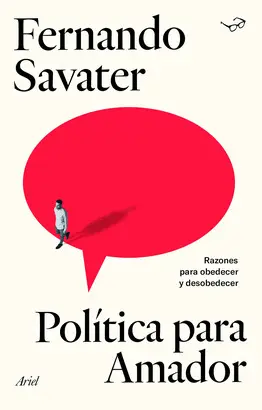 Fernando
Savater
Razones
para obedecer
y desobedecer
Política para
Amador
Ariel